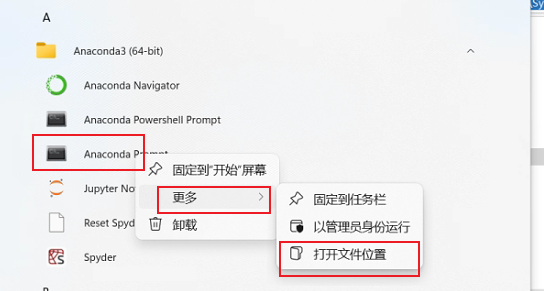 A
Anaconda3 (64-bit)
Anaconda Navigator
Anaconda Powershell Prompt
Anaconda Prompt
固定到"开始"屏幕
更多
卸载
Jupyter No
Reset Spyd
Spyder
固定到任务栏
以管理员身份运行
打开文件位置